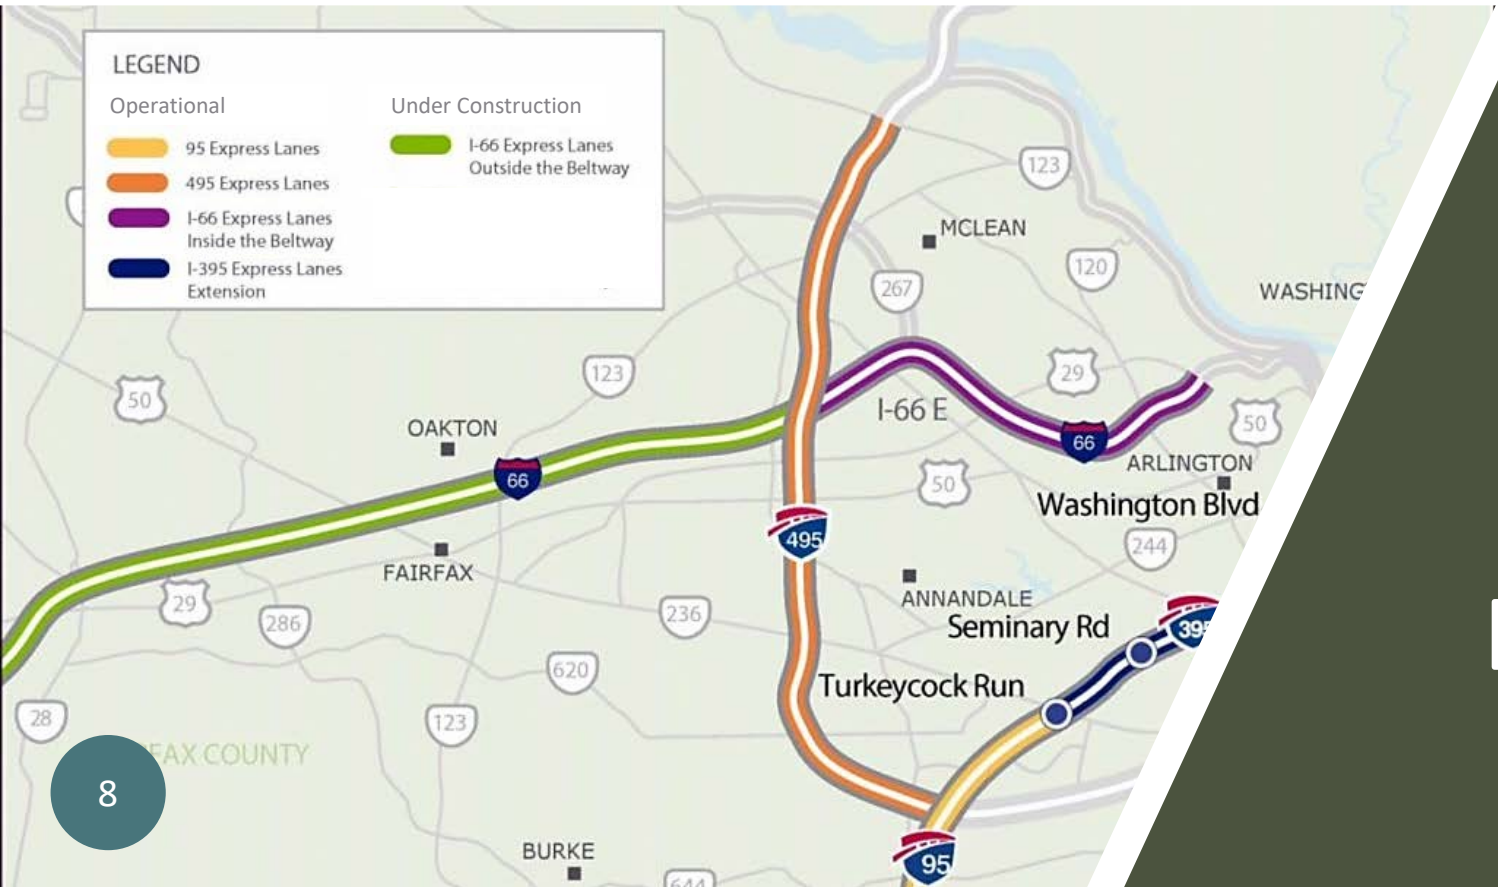 LEGEND
Operational
Under Construction
95 Express Lanes
495 Express Lanes
I-66 Express Lanes
Inside the Beltway
I-395 Express Lanes
Extension
I-66 Express Lanes
Outside the Beltway
123
MCLEAN
120
267
WASHING
123
29
50
I-66 E
50
OAKTON
66
66
ARLINGTON
50
Washington Blvd
495
244
FAIRFAX
ANNANDALE
29
286
236
Seminary Rd
395
620
Turkeycock Run
28
123
FAX COUNTY
8
BURKE
95
644